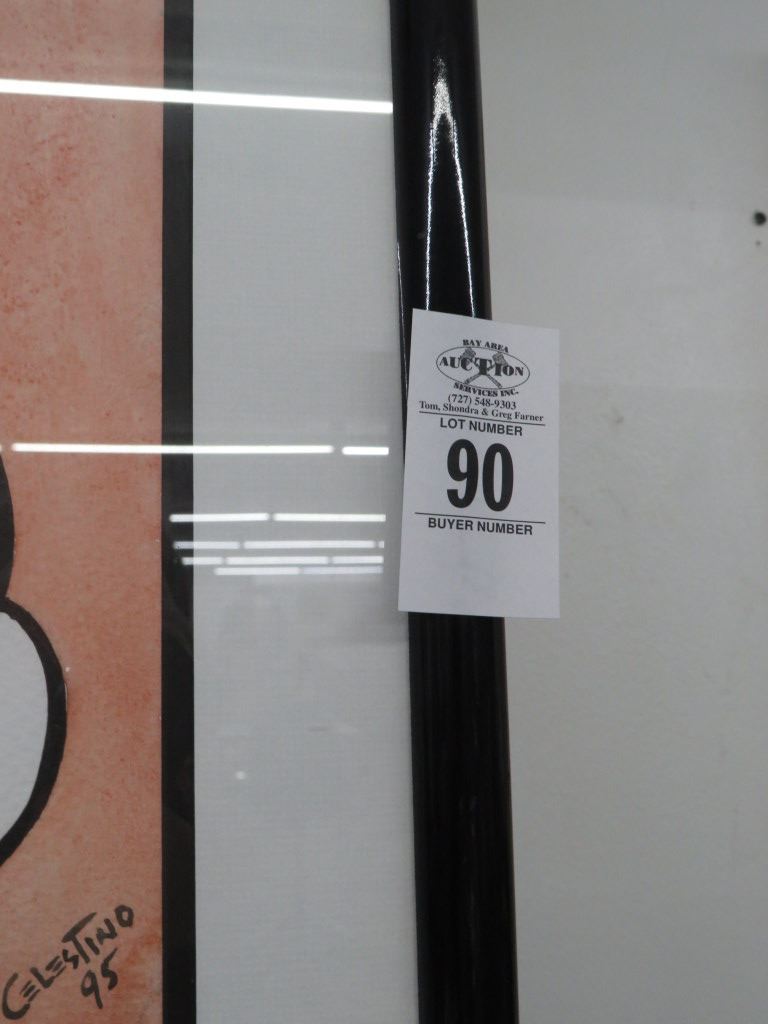 BAY AREA
AUCTION
SERVICES INC.
(727) 548-9303
Tom, Shondra & Greg Farner
LOT NUMBER
90
BUYER NUMBER
CELESTINO
95